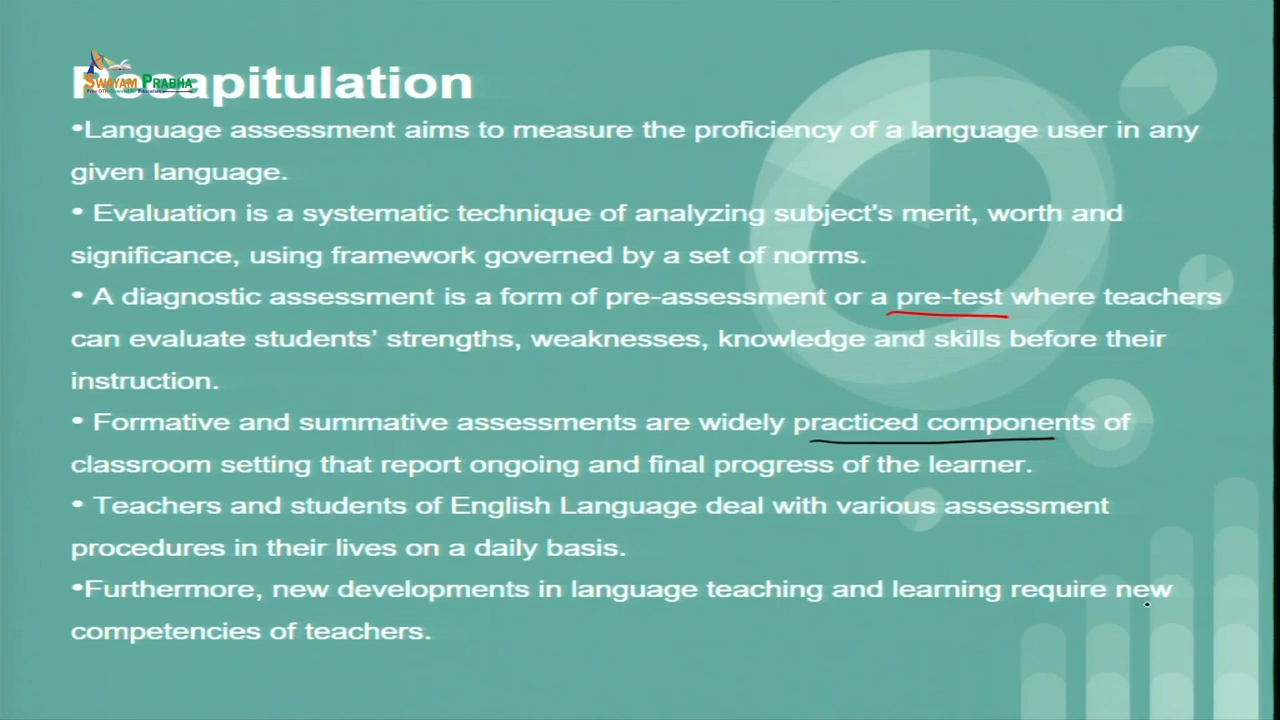 Recapitulation
SWAYAM PRABHA
•Language assessment aims to measure the proficiency of a language user in any
given language.
• Evaluation is a systematic technique of analyzing subject's merit, worth and
significance, using framework governed by a set of norms.
• A diagnostic assessment is a form of pre-assessment or a pre-test where teachers
can evaluate students' strengths, weaknesses, knowledge and skills before their
instruction.
• Formative and summative assessments are widely practiced components of
classroom setting that report ongoing and final progress of the learner.
• Teachers and students of English Language deal with various assessment
procedures in their lives on a daily basis.
•Furthermore, new developments in language teaching and learning require new
competencies of teachers.